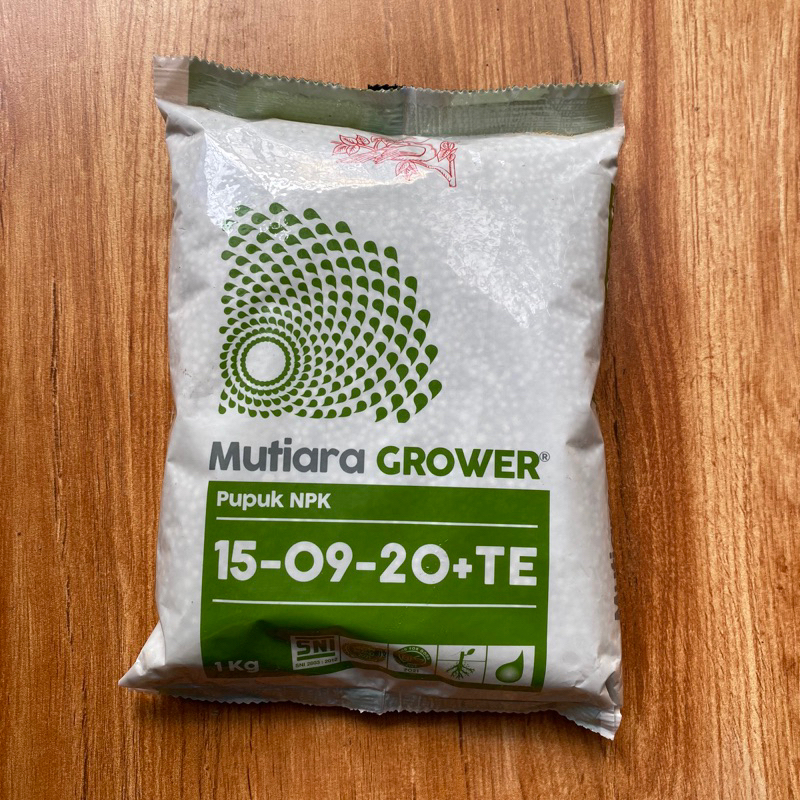 Mutiara GROWER®
Pupuk NPK
15-09-20+TE
1 Kg
SNI